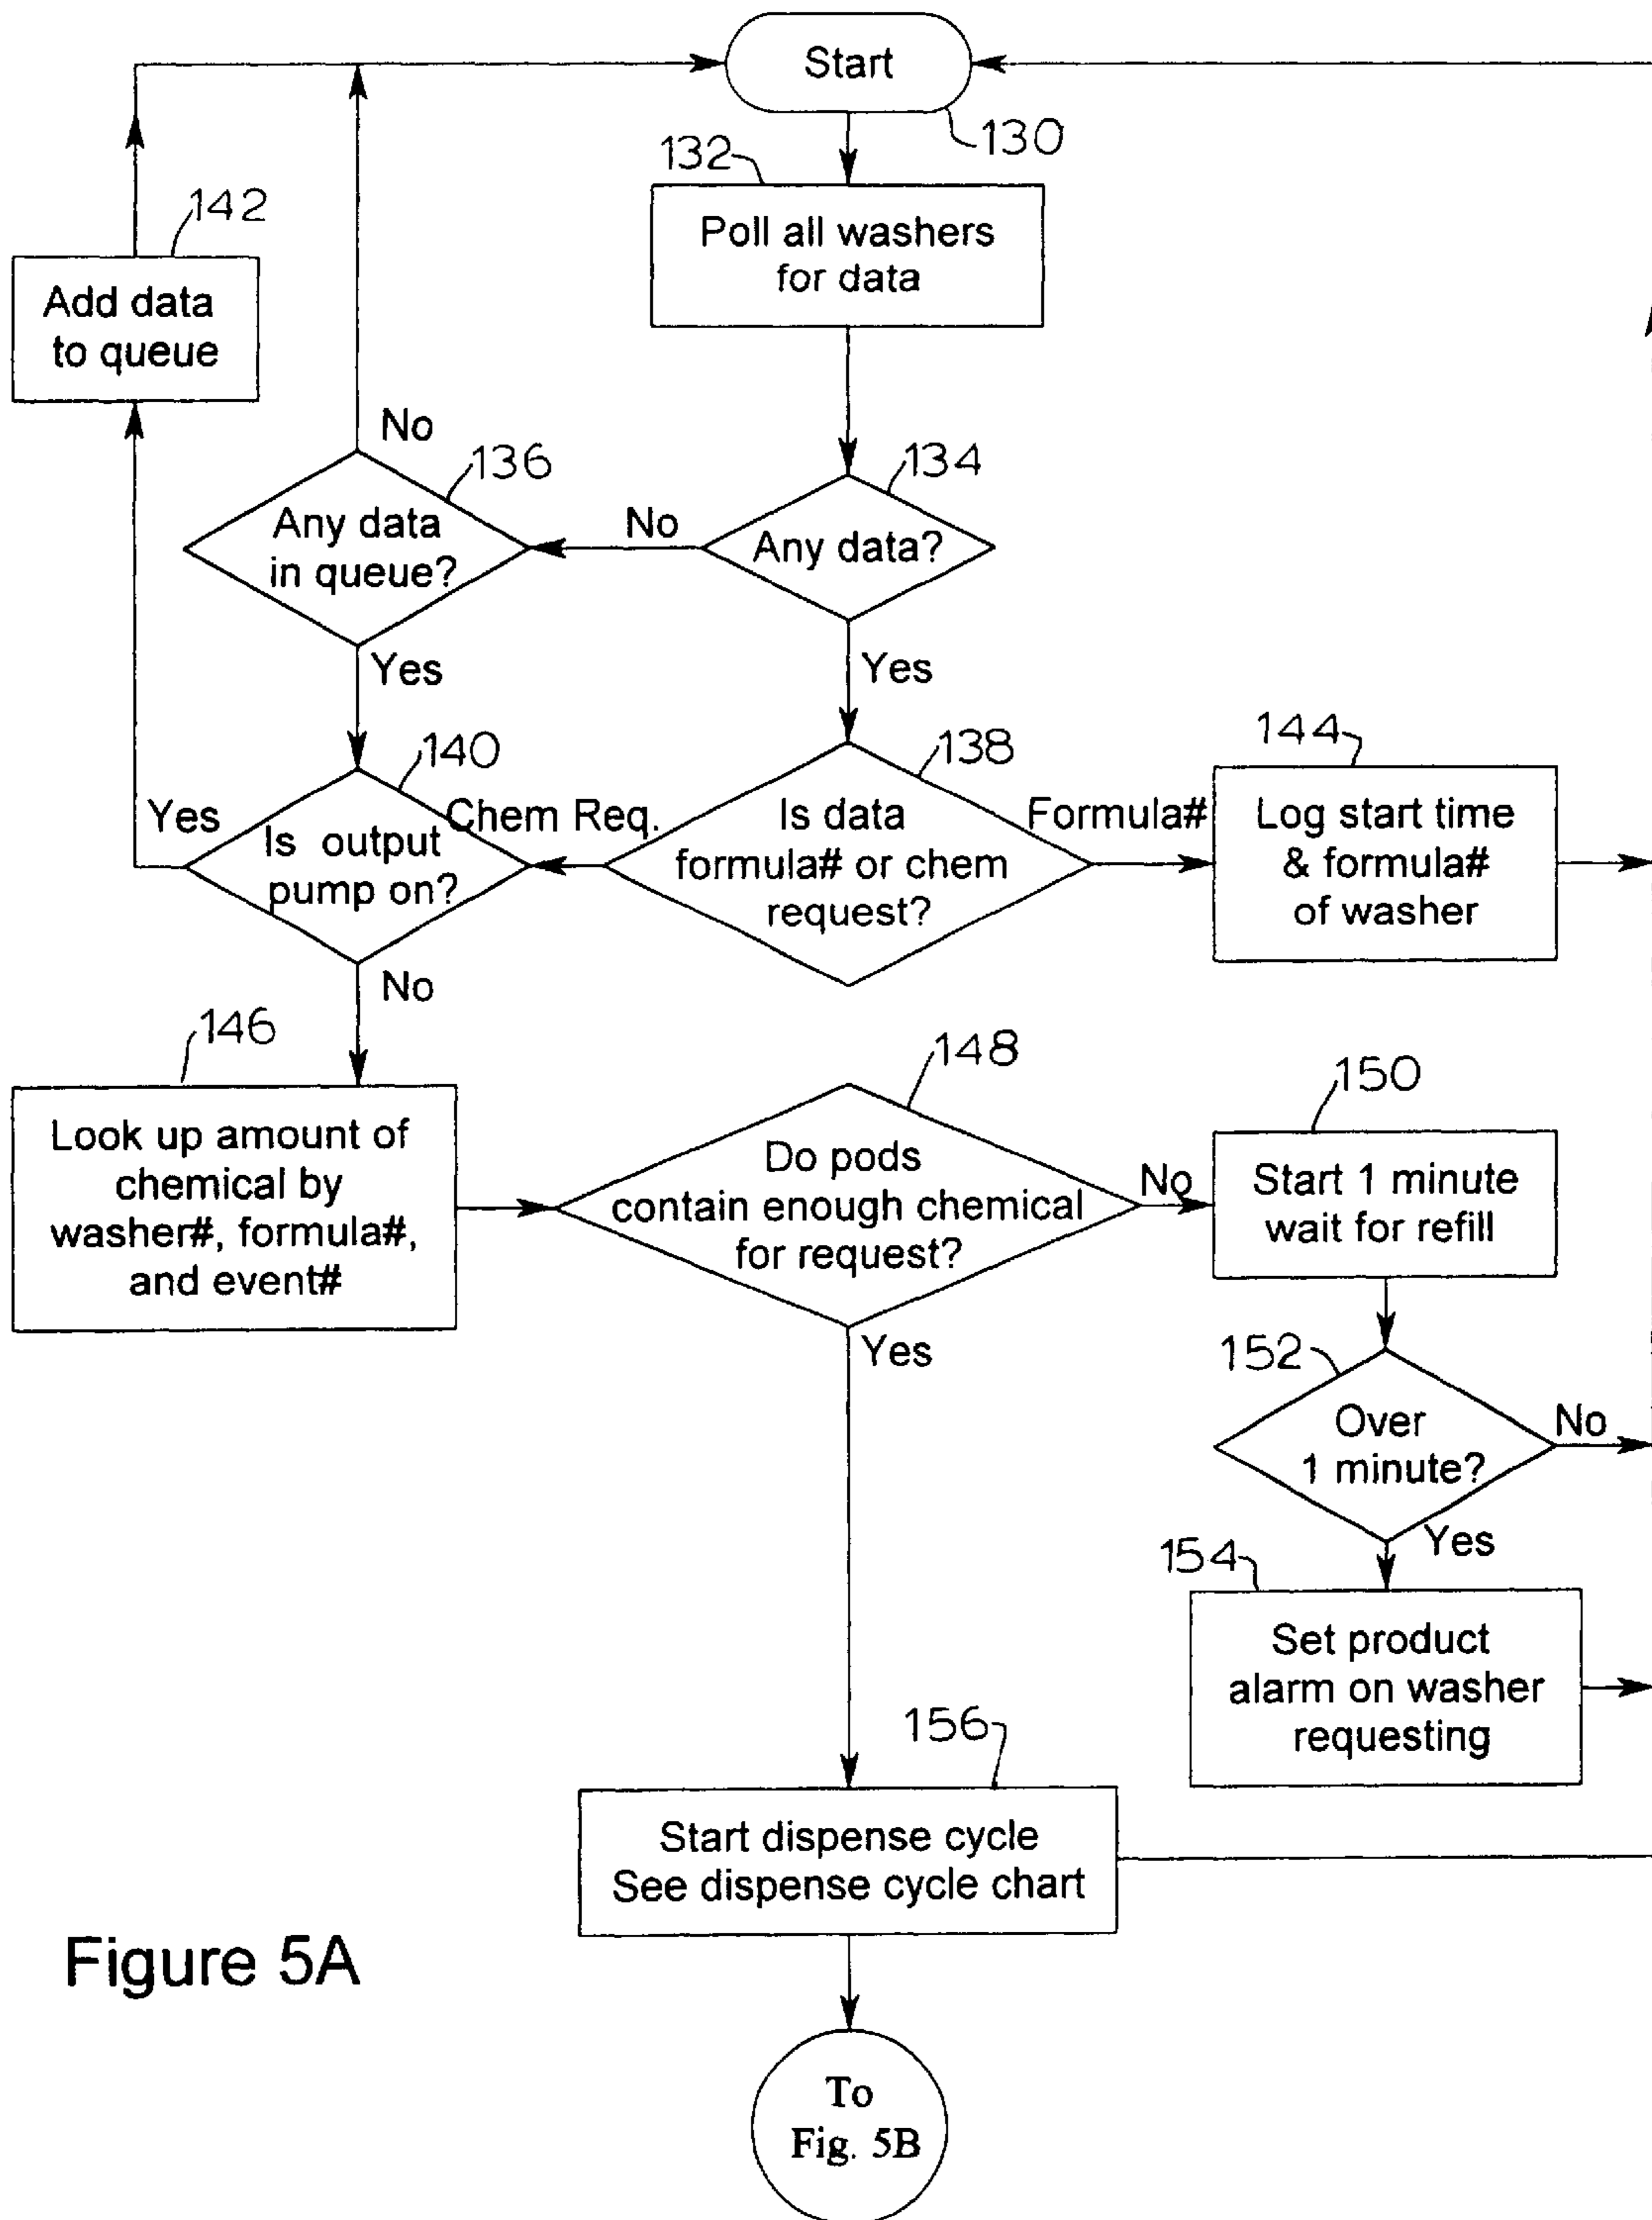 Start
130
132
Poll all washers
for data
142
Add data
to queue
No
136
Any data
in queue?
No
134
Any data?
Yes
Yes
140
Yes
Is output
pump on?
Chem Req.
138
Is data
formula# or chem
request?
Formula#
144
Log start time
& formula#
of washer
No
146
Look up amount of
chemical by
washer#, formula#,
and event#
148
Do pods
contain enough chemical
for request?
No
150
Start 1 minute
wait for refill
Yes
152
Over
1 minute?
No
Yes
154
Set product
alarm on washer
requesting
156
Start dispense cycle
See dispense cycle chart
Figure 5A
To
Fig. 5B